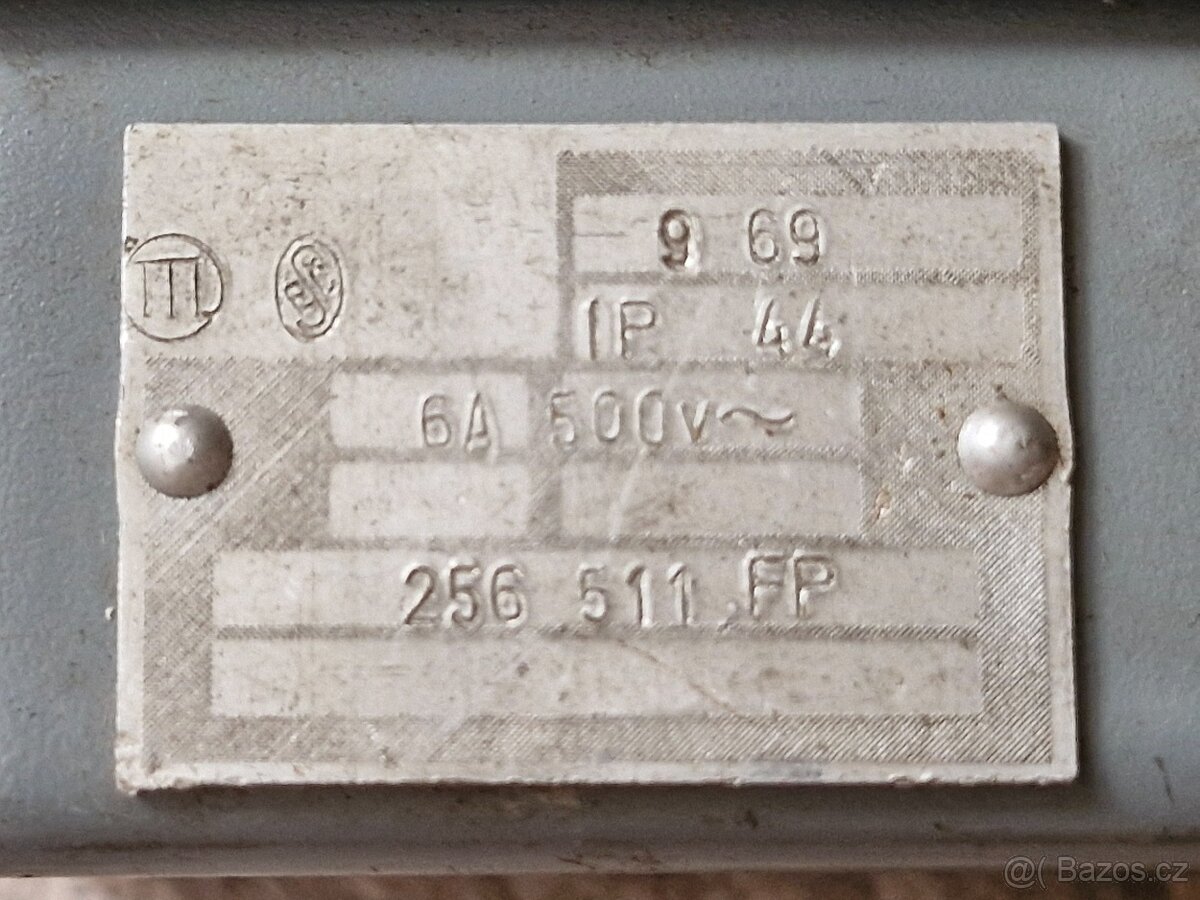 9 69
IP 44
6A 500V~
256 511 FP
@( Bazos.cz